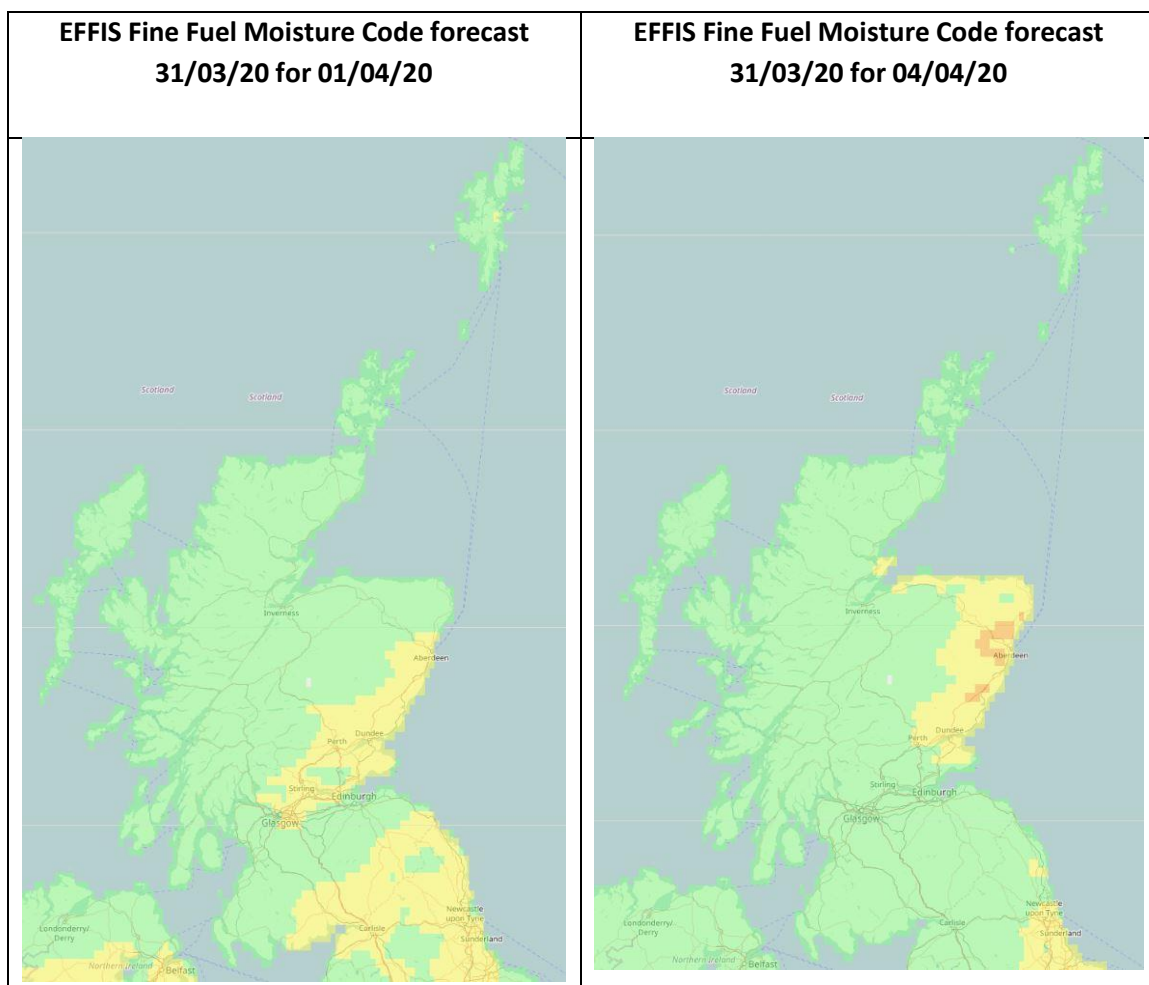 EFFIS Fine Fuel Moisture Code forecast
31/03/20 for 01/04/20
EFFIS Fine Fuel Moisture Code forecast
31/03/20 for 04/04/20
Scotland
Scotland
Inverness
Aberdeen
Dundee
Perth
Stirling
Edinburgh
Glasgow
Newcastle
upon Tyne
Carlisle
Londonderry/
Derry
Sunderland
Northern Ireland
Belfast
Scotland
Scotland
Inverness
Aberdeen
Dundee
Perth
Stirling
Edinburgh
Glasgow
Newcastle
upon Tyne
Carlisle
Londonderry/
Derry
Sunderland
Northern Ireland
Belfast